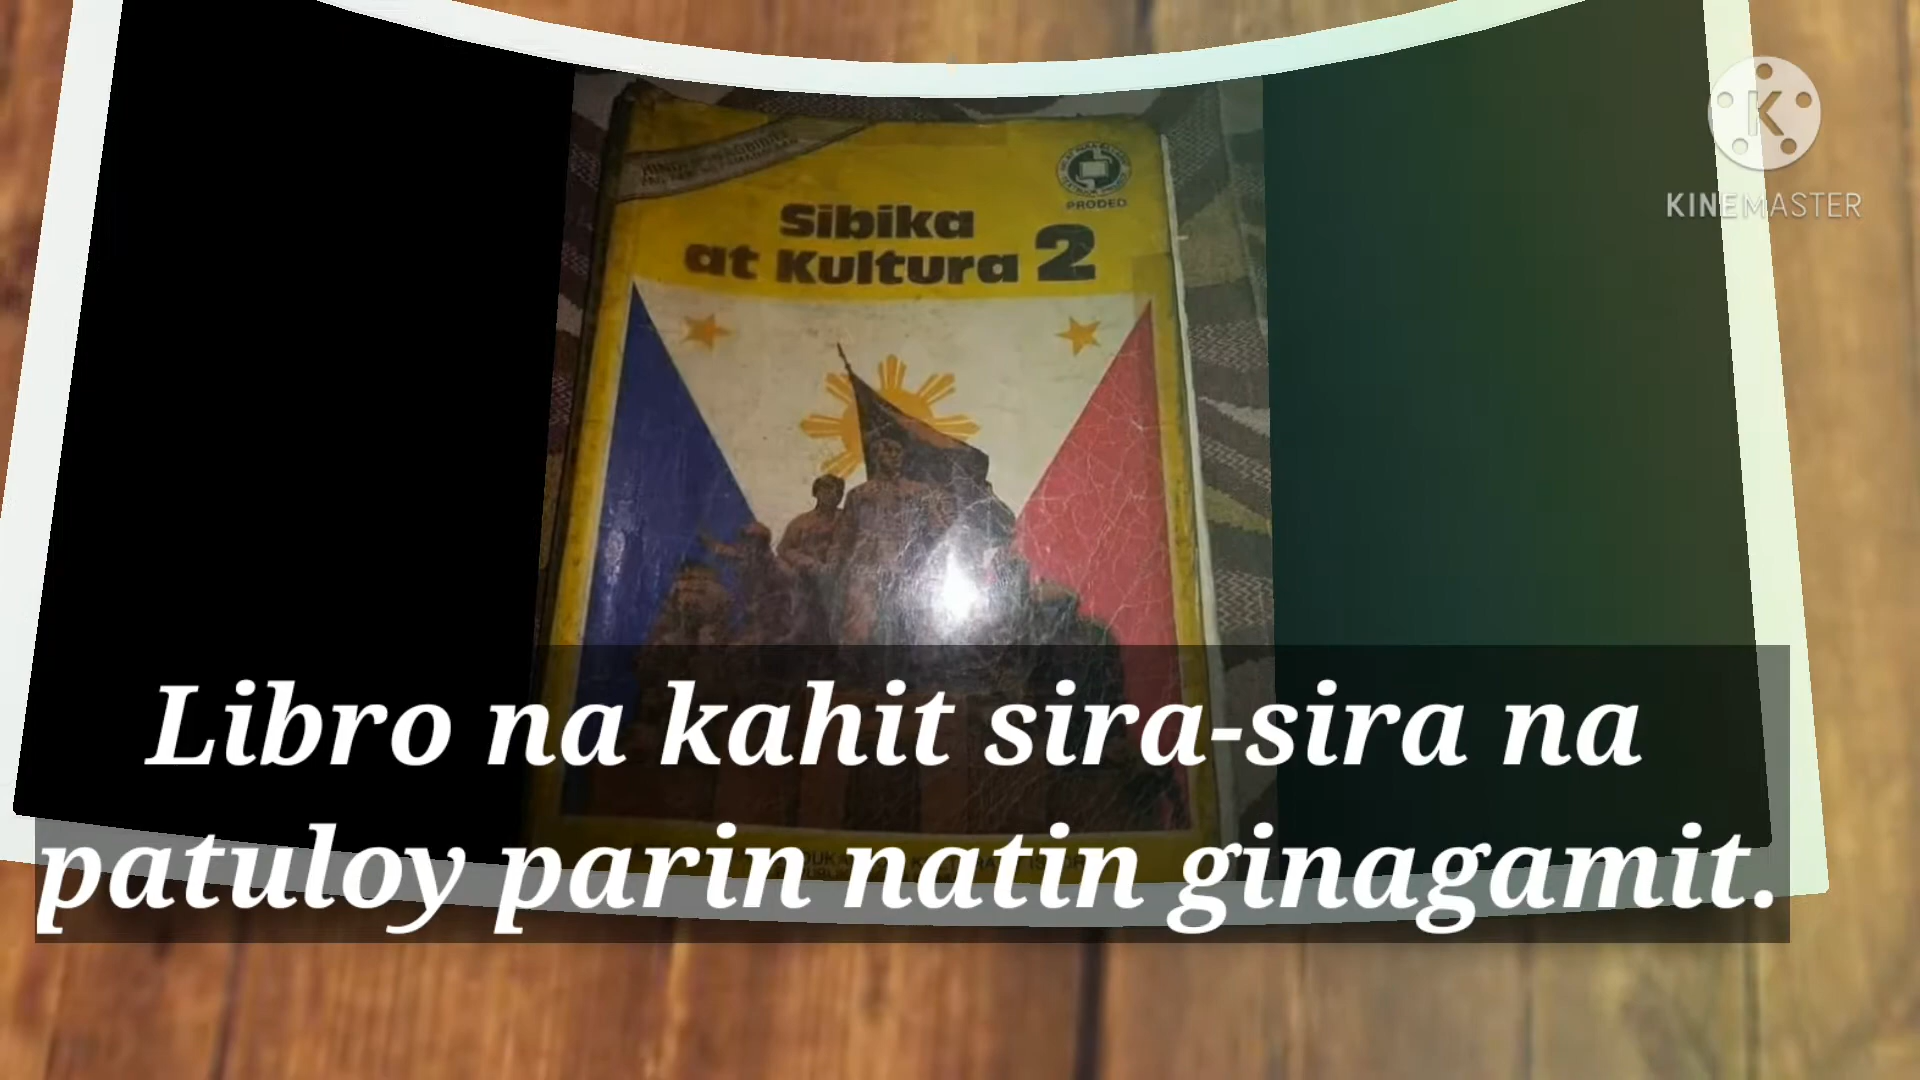 PRODED
Sibika
at Kultura 2
KINEMASTER
Libro na kahit sira-sira na
patuloy parin natin ginagamit.